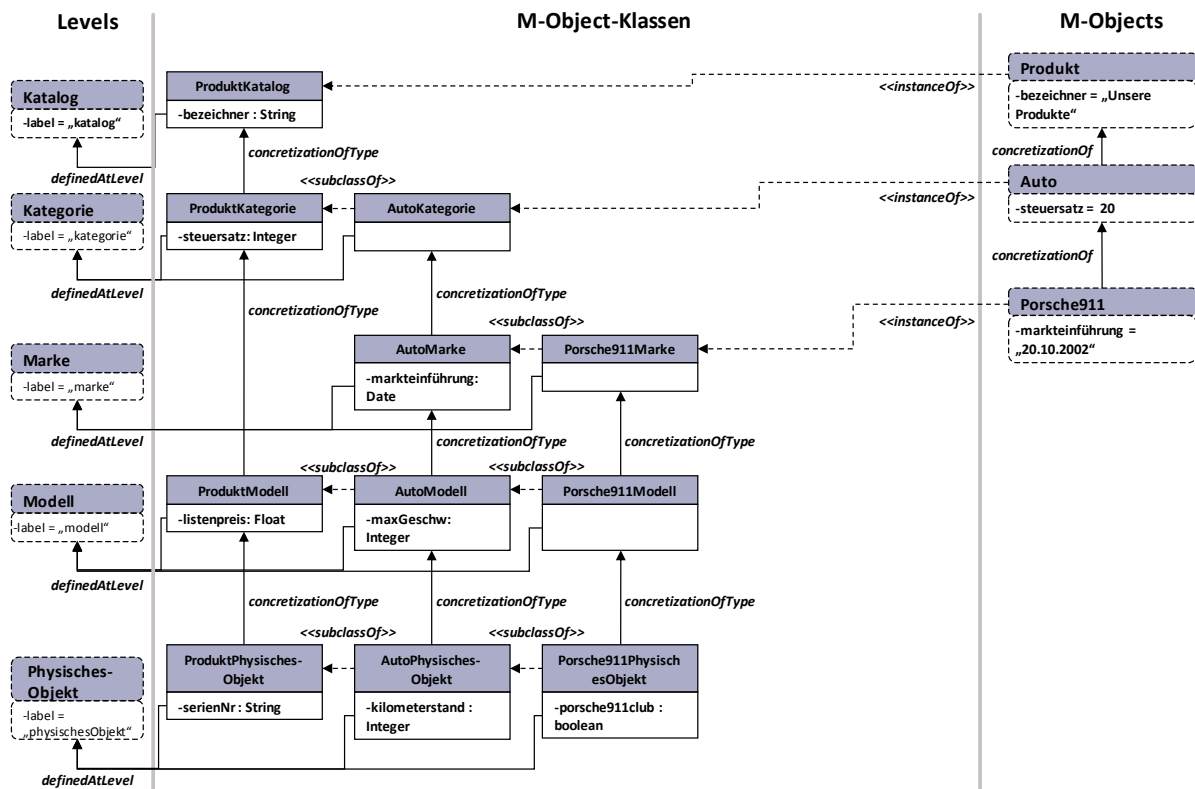 Levels
M-Object-Klassen
M-Objects
Katalog
-label = „katalog“
ProduktKatalog
-bezeichner : String
<<instanceOf>>
Produkt
-bezeichner = „Unsere
Produkte“
definedAtLevel
concretizationOfType
concretizationOf
<<subclassOf>>
Kategorie
-label = „kategorie“
ProduktKategorie
-steuersatz: Integer
AutoKategorie
<<instanceOf>>
Auto
-steuersatz = 20
definedAtLevel
concretizationOfType
concretizationOfType
concretizationOf
<<subclassOf>>
<<instanceOf>>
Porsche911
-markteinführung =
„20.10.2002“
Marke
-label = „marke“
AutoMarke
-markteinführung:
Date
Porsche911Marke
definedAtLevel
concretizationOfType
concretizationOfType
<<subclassOf>>
<<subclassOf>>
Modell
-label = „modell“
ProduktModell
-listenpreis: Float
AutoModell
-maxGeschw:
Integer
Porsche911Modell
definedAtLevel
concretizationOfType
concretizationOfType
concretizationOfType
<<subclassOf>>
<<subclassOf>>
Physisches-
Objekt
-label =
„physischesObjekt“
ProduktPhysisches-
Objekt
-serienNr : String
AutoPhysisches-
Objekt
-kilometerstand :
Integer
Porsche911Physisch
esObjekt
-porsche911club :
boolean
definedAtLevel